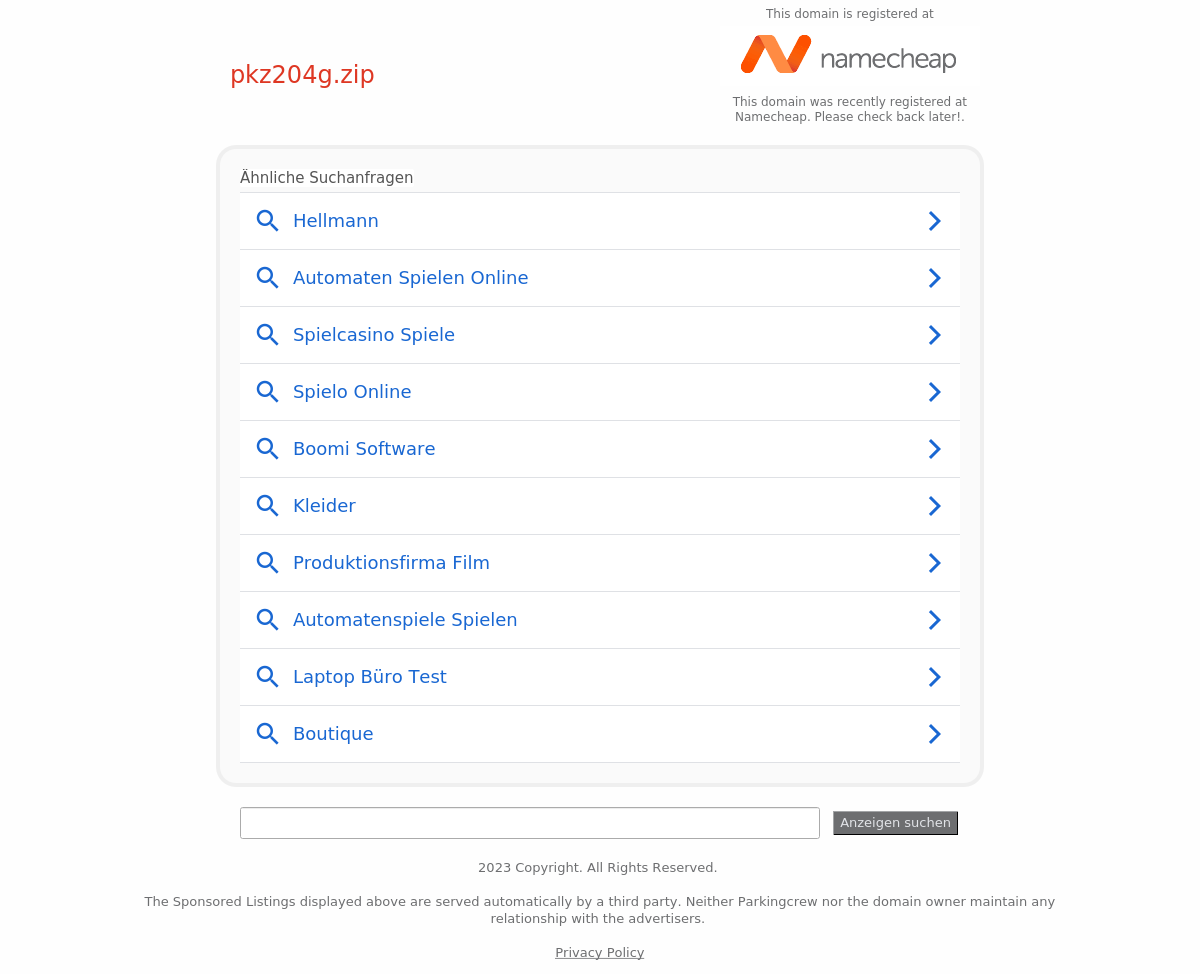 This domain is registered at
namecheap
pkz204g.zip
This domain was recently registered at
Namecheap. Please check back later!.
Ähnliche Suchanfragen
Hellmann
Automaten Spielen Online
Spielcasino Spiele
Spielo Online
Boomi Software
Kleider
Produktionsfirma Film
Automatenspiele Spielen
Laptop Büro Test
Boutique
Anzeigen suchen
2023 Copyright. All Rights Reserved.
The Sponsored Listings displayed above are served automatically by a third party. Neither Parkingcrew nor the domain owner maintain any
relationship with the advertisers.
Privacy Policy